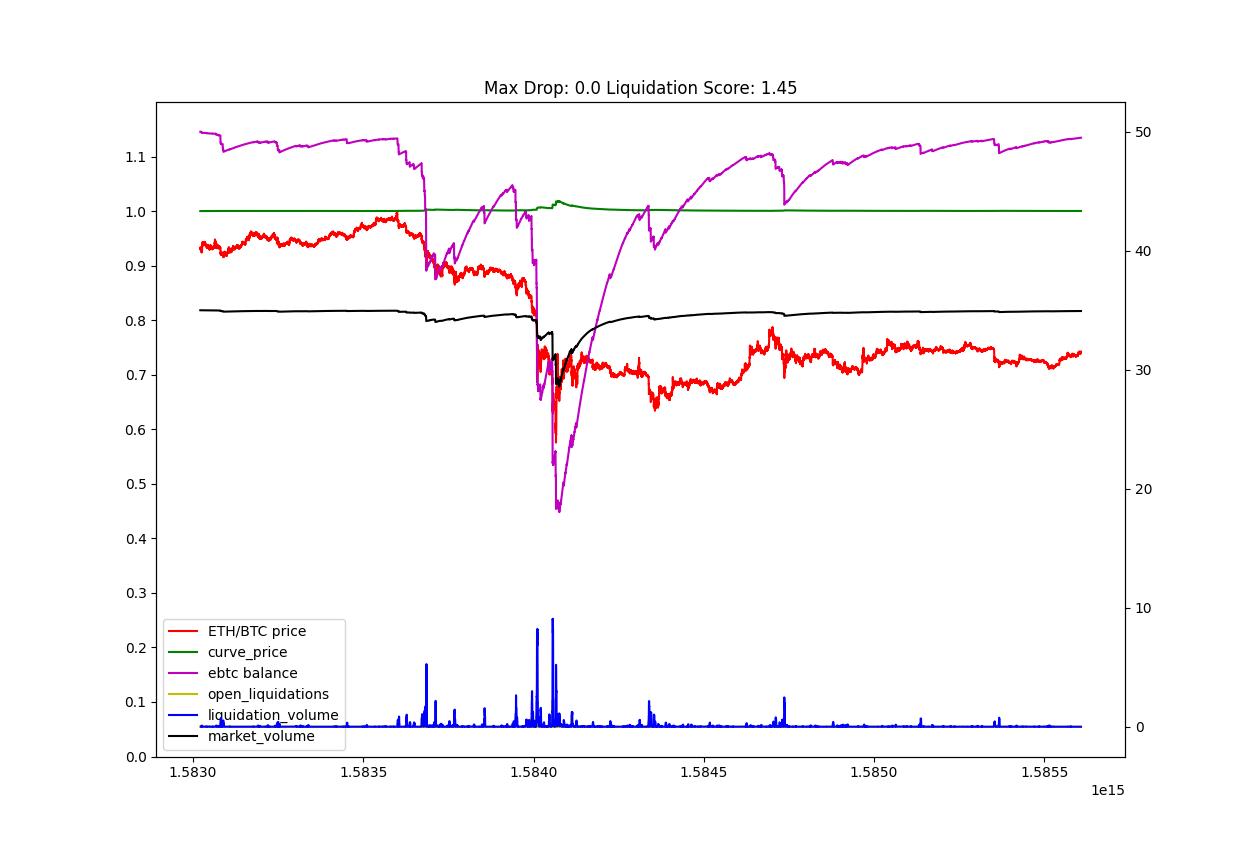 Max Drop: 0.0 Liquidation Score: 1.45
1.1
1.0
0.9
0.8
0.7
0.6
0.5
0.4
0.3
0.2
0.1
0.0
50
40
30
20
10
0
ETH/BTC price
curve_price
ebtc balance
open_liquidations
liquidation_volume
market_volume
1.5830 1.5835 1.5840 1.5845 1.5850 1.5855
1e15